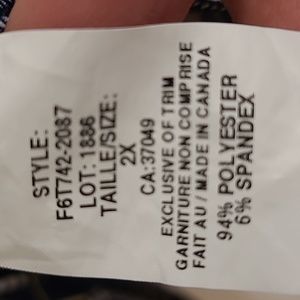 STYLE:
F6T742-2087
LOT:1886
TAILLE/SIZE:
2X
CA:37049
EXCLUSIVE OF TRIM
GARNITURE NON COMPRISE
FAIT AU / MADE IN CANADA
94% POLYESTER
6% SPANDEX